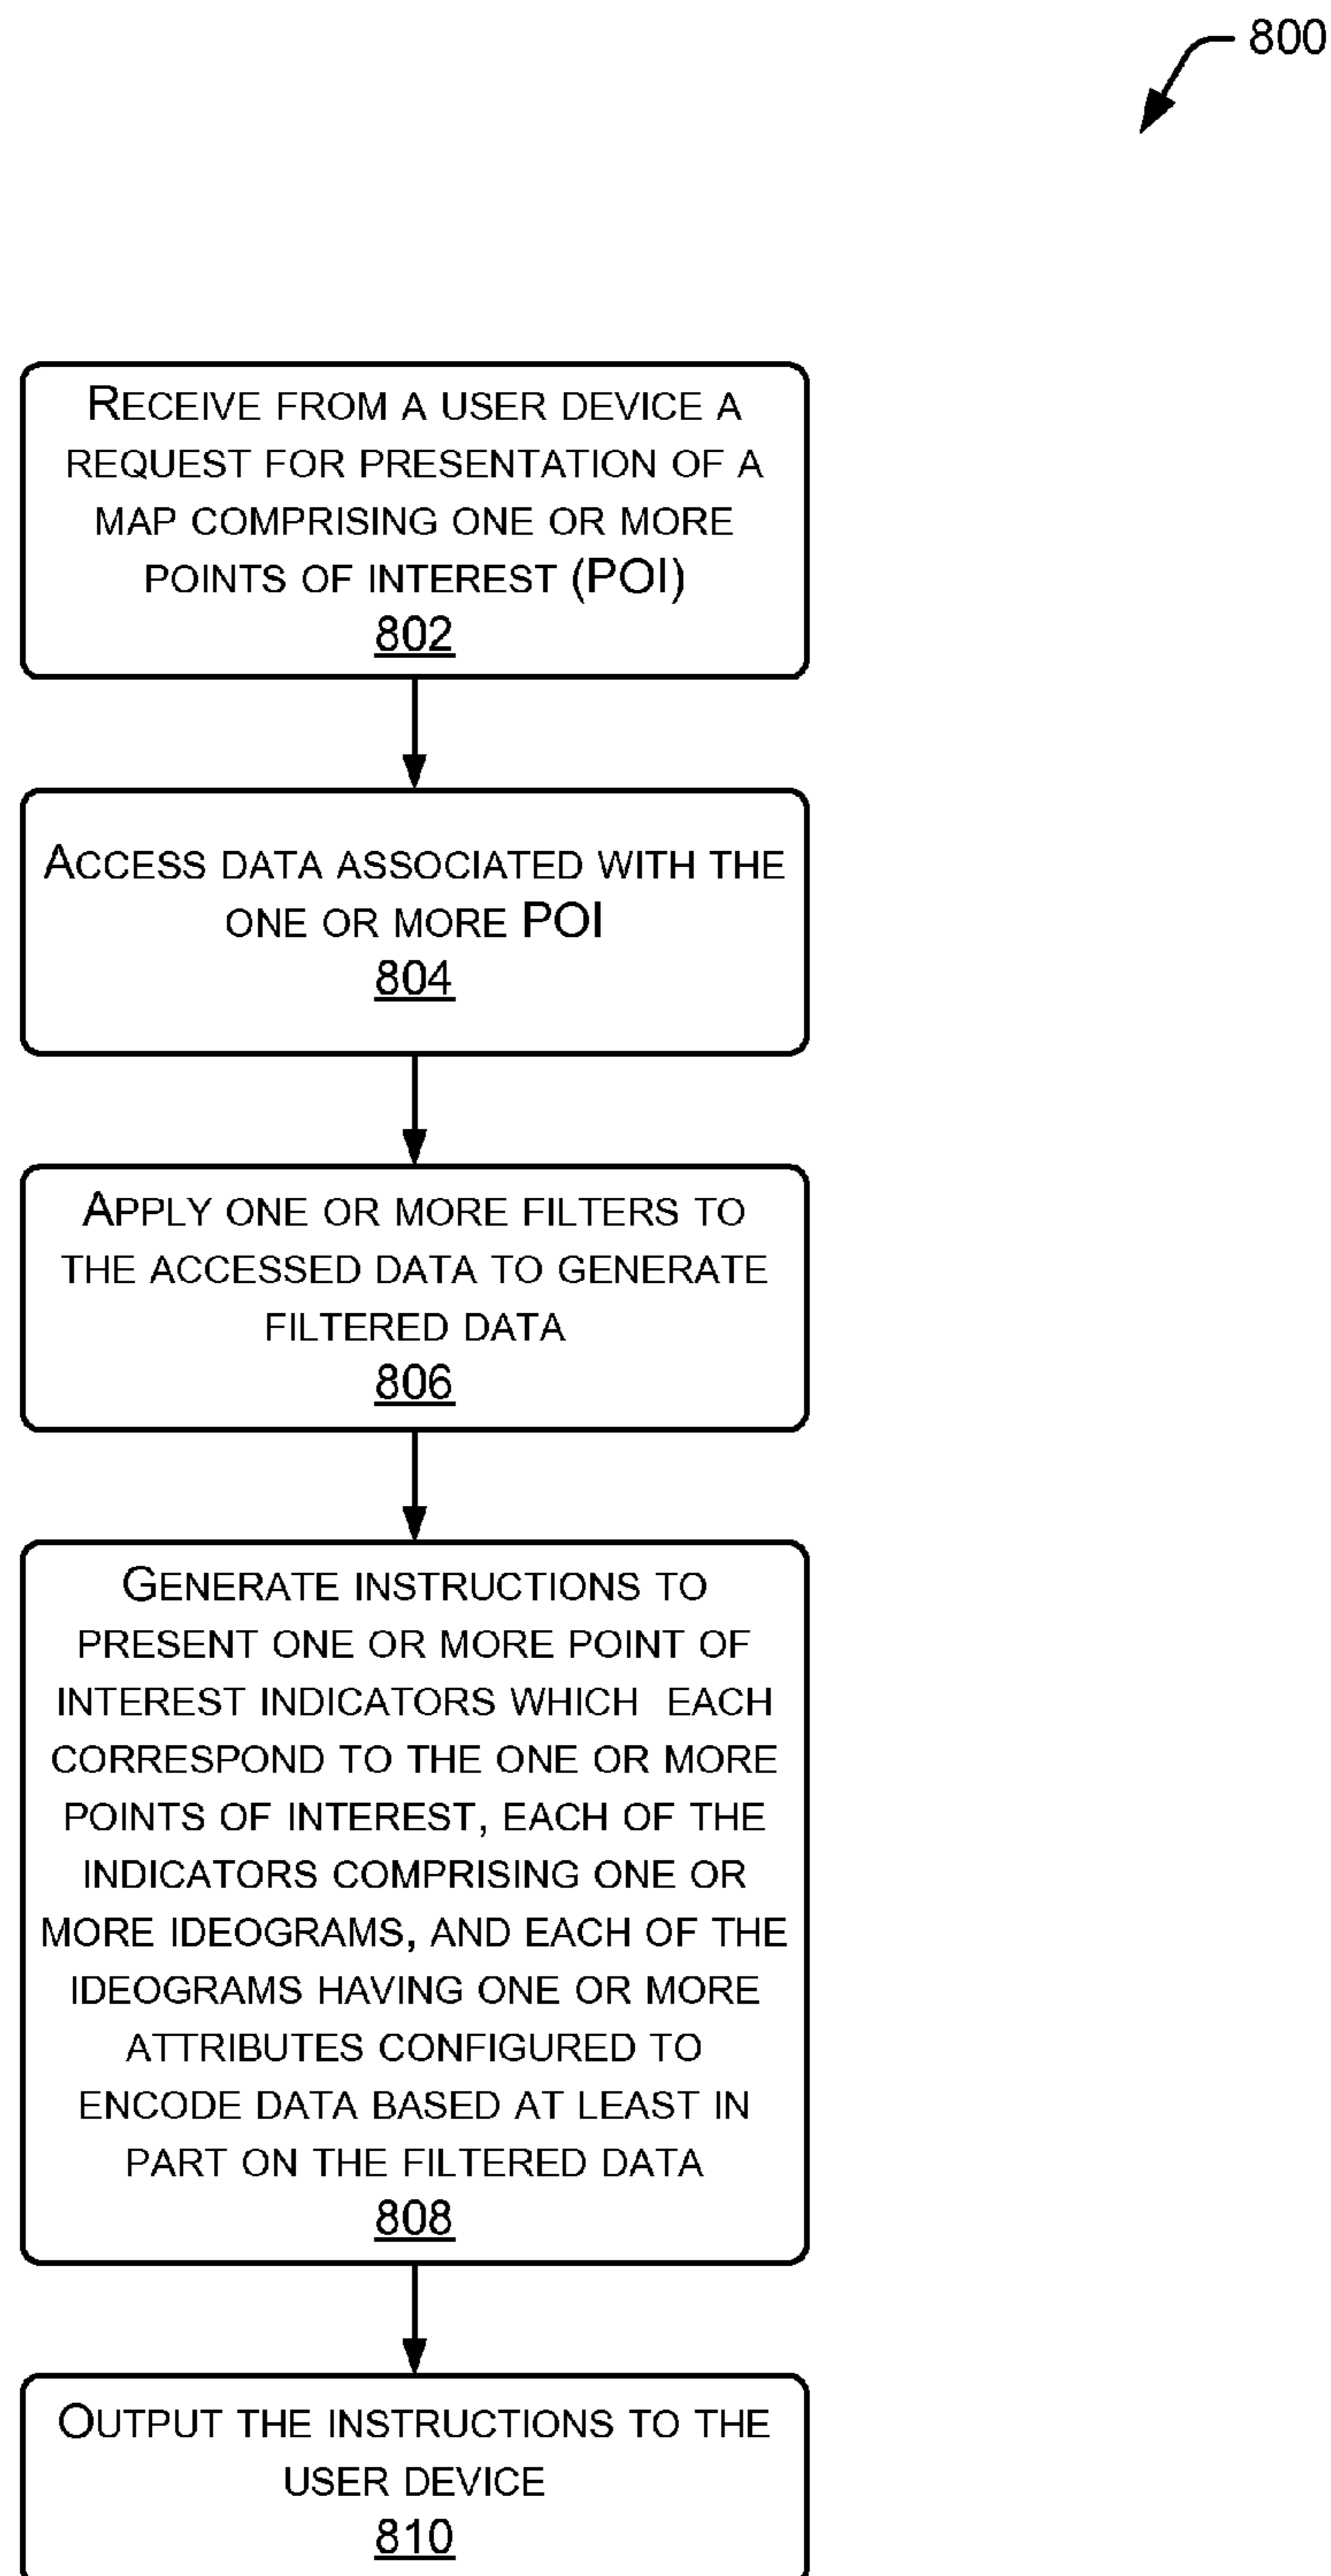 800
RECEIVE FROM A USER DEVICE A
REQUEST FOR PRESENTATION OF A
MAP COMPRISING ONE OR MORE
POINTS OF INTEREST (POI)
802
ACCESS DATA ASSOCIATED WITH THE
ONE OR MORE POI
804
APPLY ONE OR MORE FILTERS TO
THE ACCESSED DATA TO GENERATE
FILTERED DATA
806
GENERATE INSTRUCTIONS TO
PRESENT ONE OR MORE POINT OF
INTEREST INDICATORS WHICH EACH
CORRESPOND TO THE ONE OR MORE
POINTS OF INTEREST, EACH OF THE
INDICATORS COMPRISING ONE OR
MORE IDEOGRAMS, AND EACH OF THE
IDEOGRAMS HAVING ONE OR MORE
ATTRIBUTES CONFIGURED TO
ENCODE DATA BASED AT LEAST IN
PART ON THE FILTERED DATA
808
OUTPUT THE INSTRUCTIONS TO THE
USER DEVICE
810